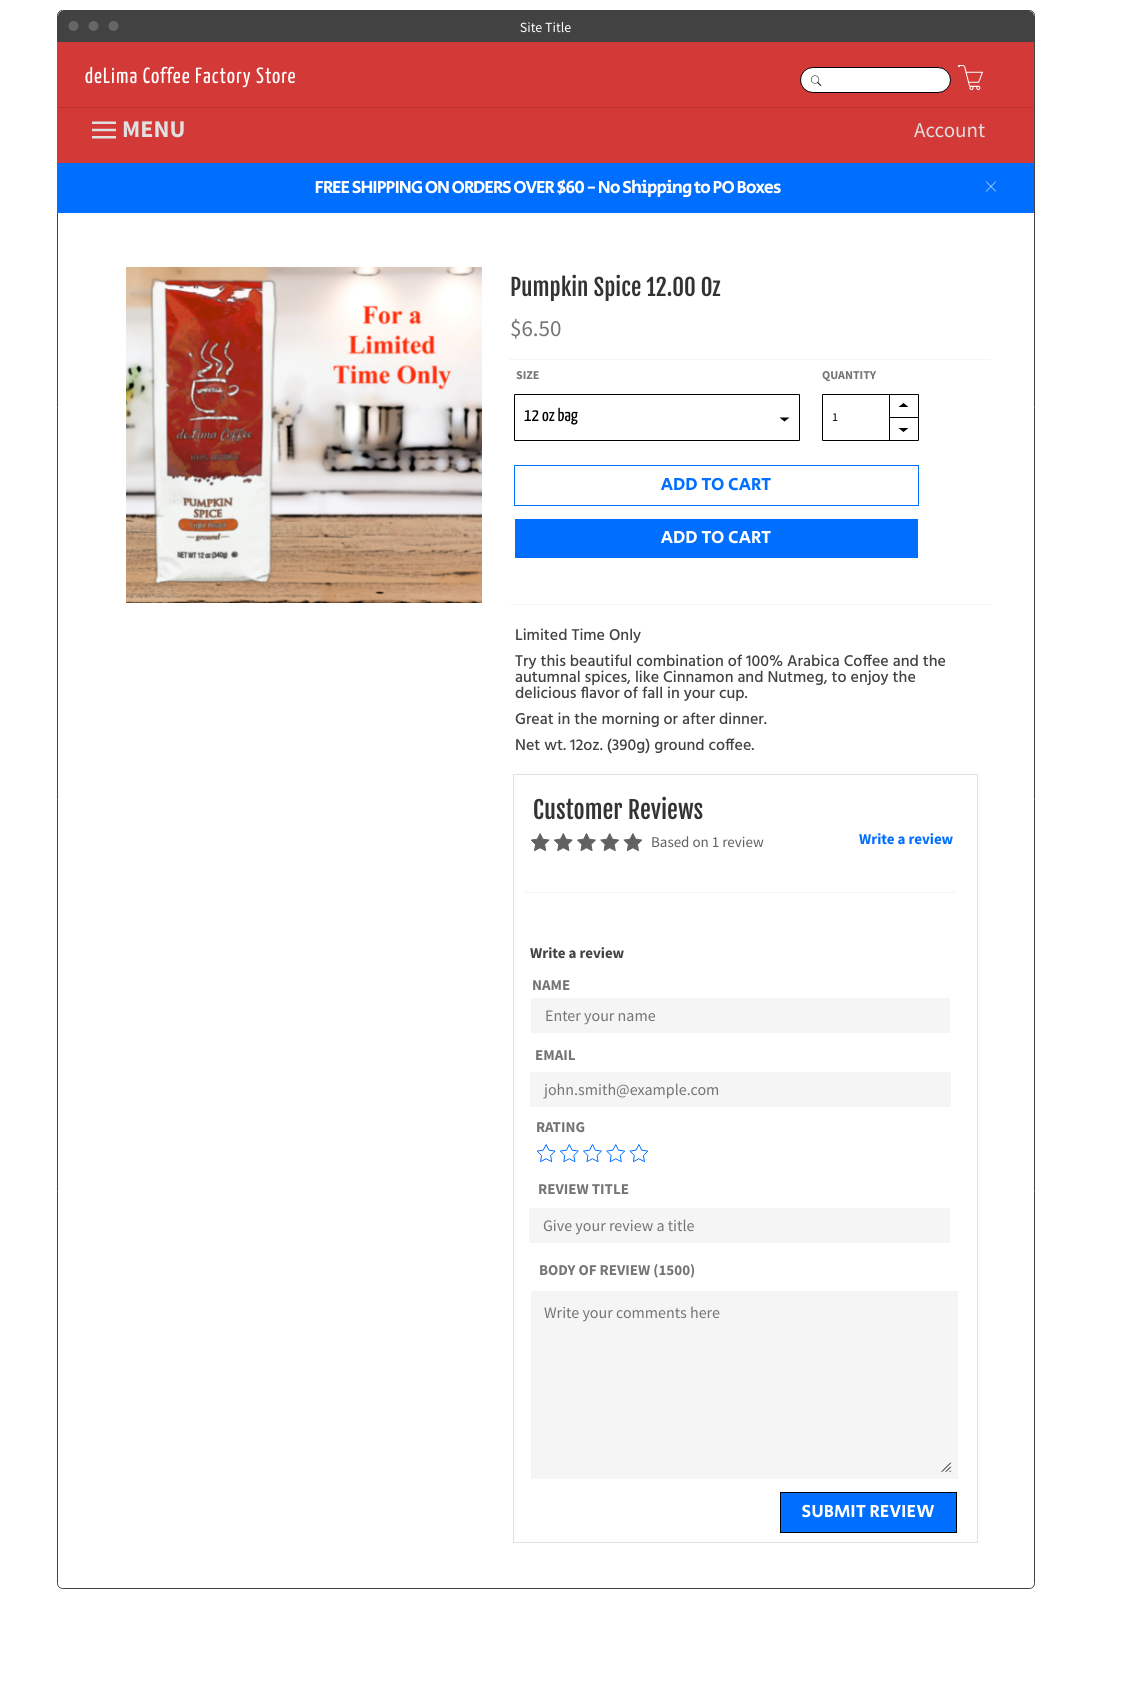 Site Title
deLima Coffee Factory Store
MENU
Account
FREE SHIPPING ON ORDERS OVER $60 – No Shipping to PO Boxes
For a
Limited
Time Only
deLima Coffee
100% Arabica
PUMPKIN
SPICE
Light Roast
ground
NET WT 12 oz (340g)
Pumpkin Spice 12.00 Oz
$6.50
SIZE
QUANTITY
12 oz bag
1
ADD TO CART
ADD TO CART
Limited Time Only
Try this beautiful combination of 100% Arabica Coffee and the
autumnal spices, like Cinnamon and Nutmeg, to enjoy the
delicious flavor of fall in your cup.
Great in the morning or after dinner.
Net wt. 12oz. (390g) ground coffee.
Customer Reviews
Based on 1 review
Write a review
Write a review
NAME
Enter your name
EMAIL
john.smith@example.com
RATING
REVIEW TITLE
Give your review a title
BODY OF REVIEW (1500)
Write your comments here
SUBMIT REVIEW